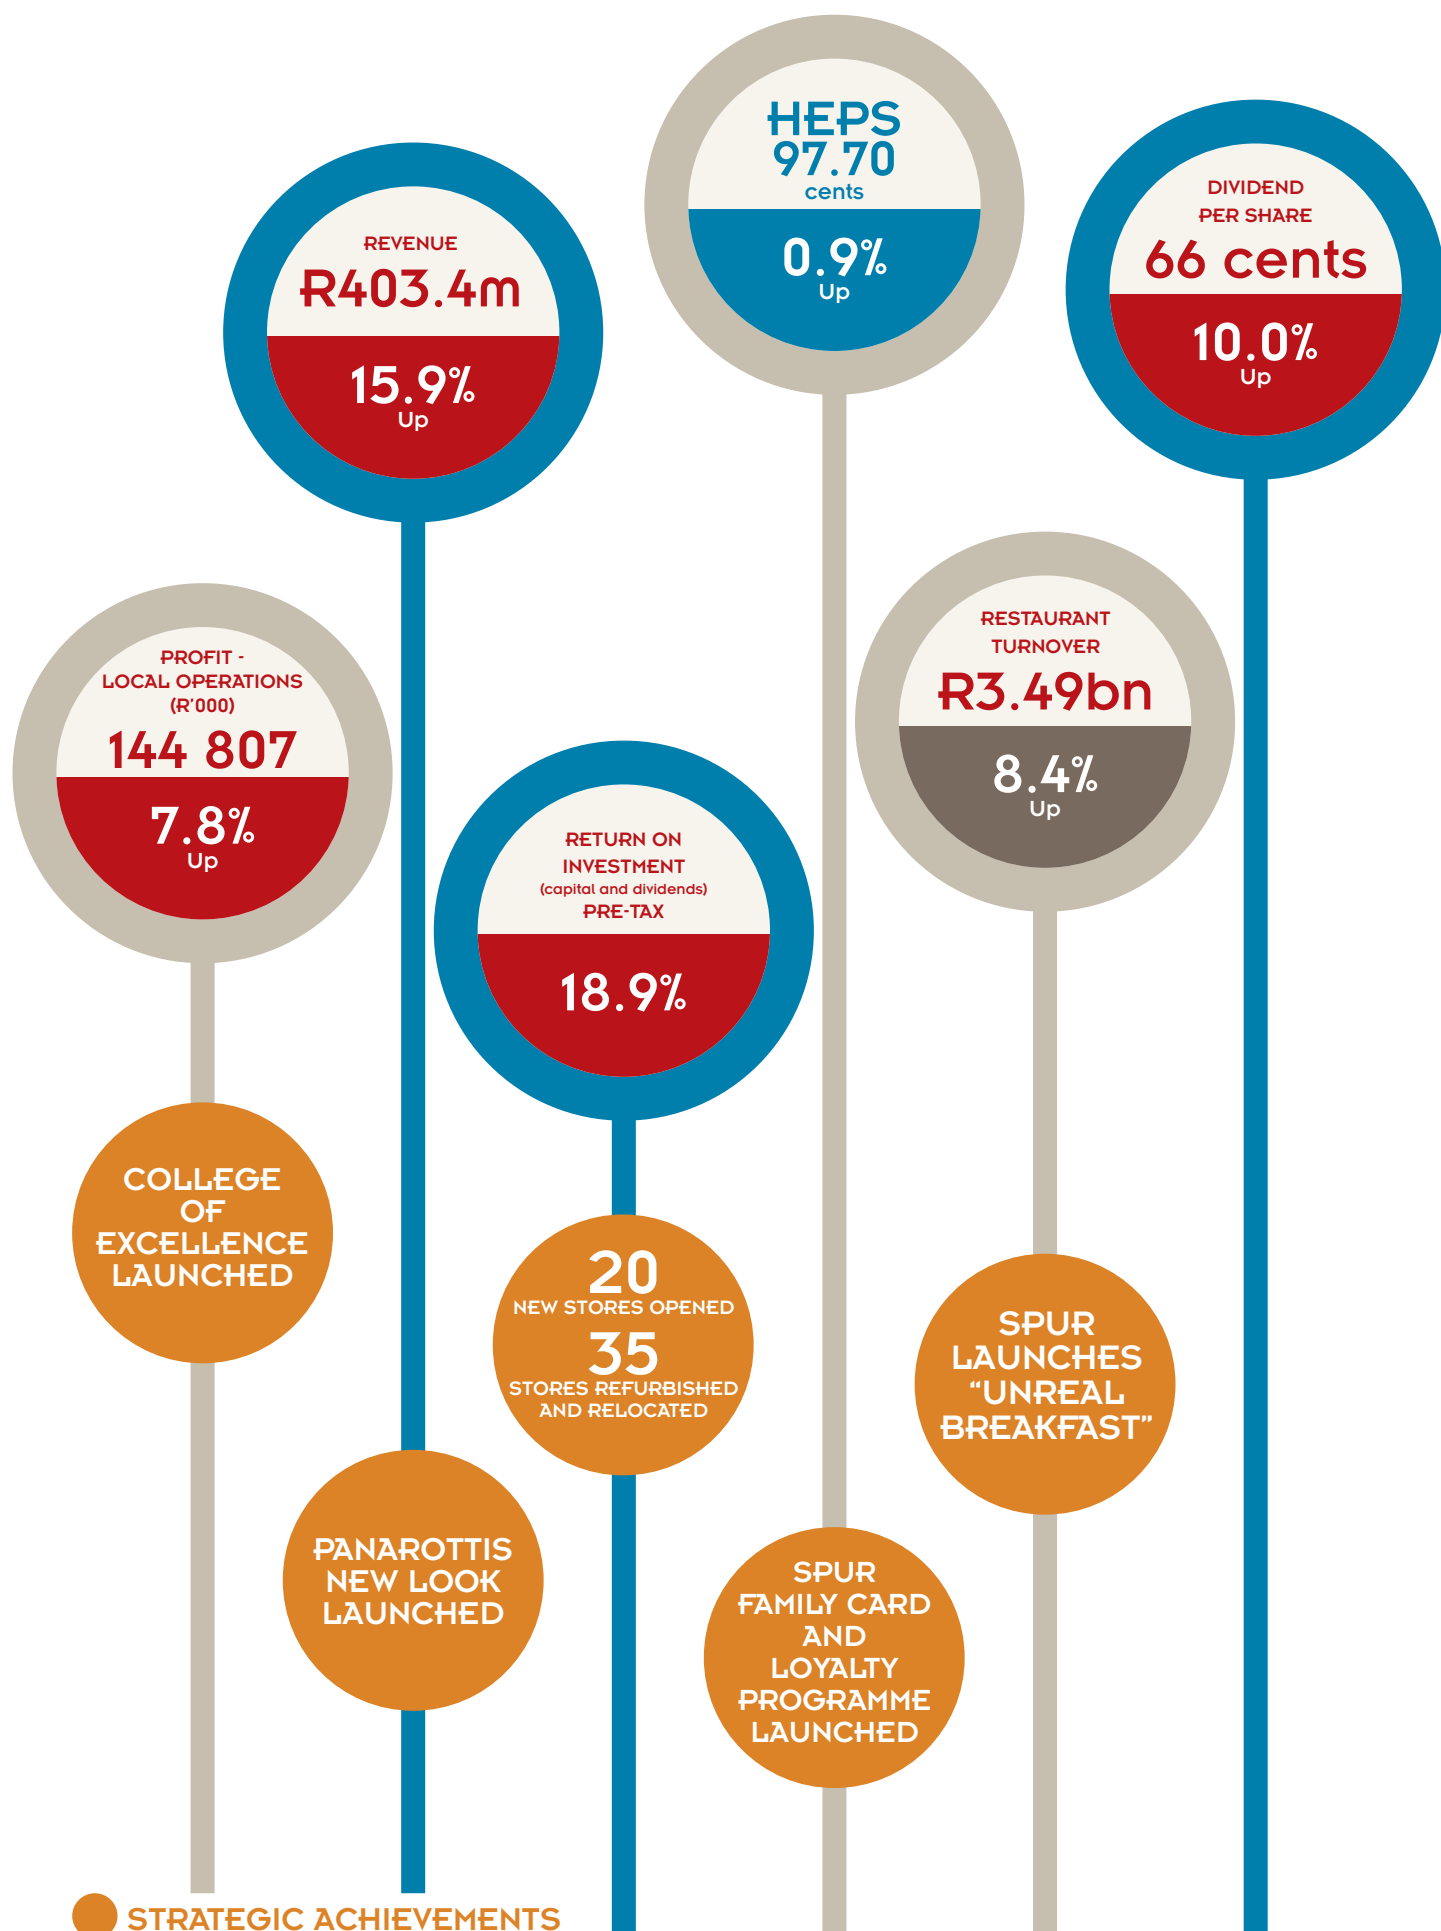 HEPS
97.70
cents
0.9%
Up
DIVIDEND
PER SHARE
66 cents
10.0%
Up
REVENUE
R403.4m
15.9%
Up
RESTAURANT
TURNOVER
R3.49bn
8.4%
Up
PROFIT -
LOCAL OPERATIONS
(R'000)
144 807
7.8%
Up
RETURN ON
INVESTMENT
(capital and dividends)
PRE-TAX
18.9%
COLLEGE
OF
EXCELLENCE
LAUNCHED
20
NEW STORES OPENED
35
STORES REFURBISHED
AND RELOCATED
SPUR
LAUNCHES
“UNREAL
BREAKFAST”
PANAROTTIS
NEW LOOK
LAUNCHED
SPUR
FAMILY CARD
AND
LOYALTY
PROGRAMME
LAUNCHED
STRATEGIC ACHIEVEMENTS